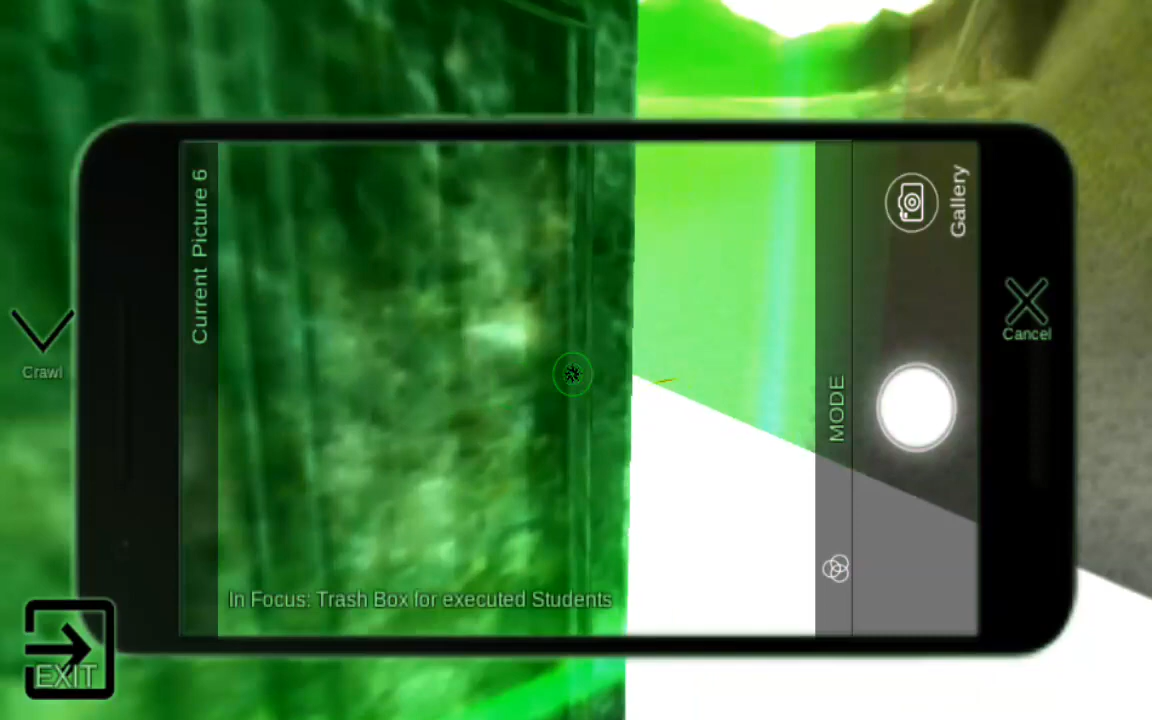 Current Picture 6
Gallery
Crawl
Cancel
MODE
In Focus: Trash Box for executed Students
EXIT